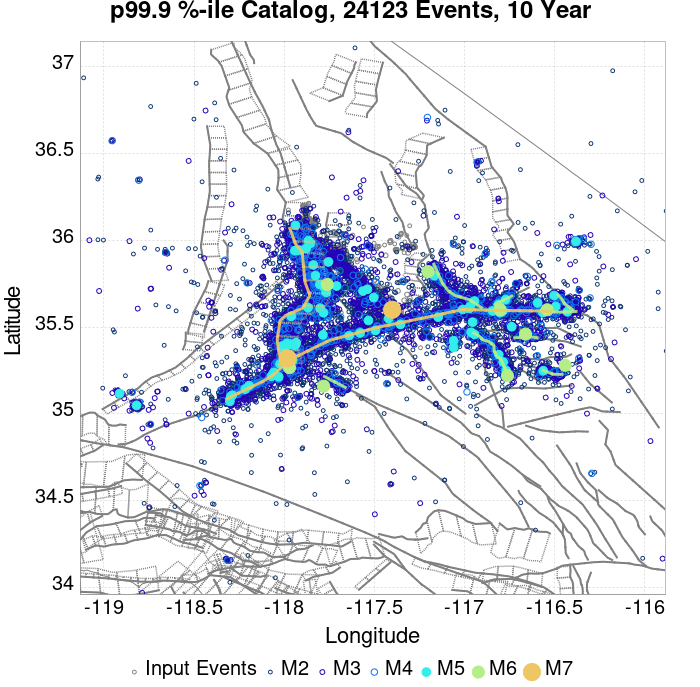 p99.9 %-ile Catalog, 24123 Events, 10 Year
37
36.5
36
35.5
35
34.5
34
Latitude
-119 -118.5 -118 -117.5 -117 -116.5 -116
Longitude
Input Events M2 M3 M4 M5 M6 M7